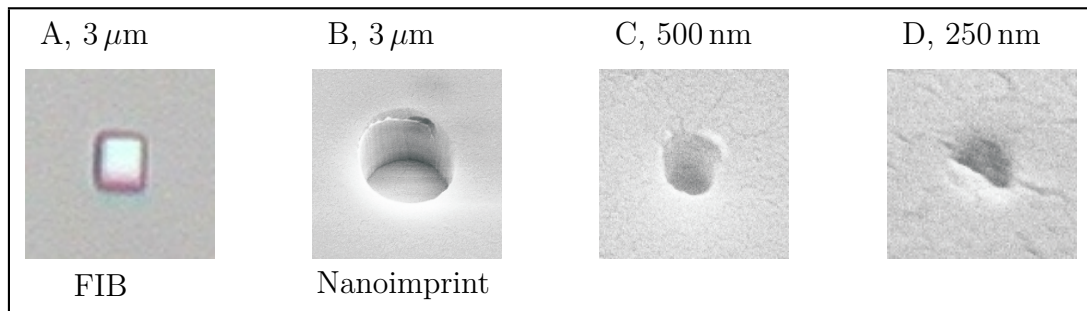 A, 3 μm
B, 3 μm
C, 500 nm
D, 250 nm
FIB
Nanoimprint